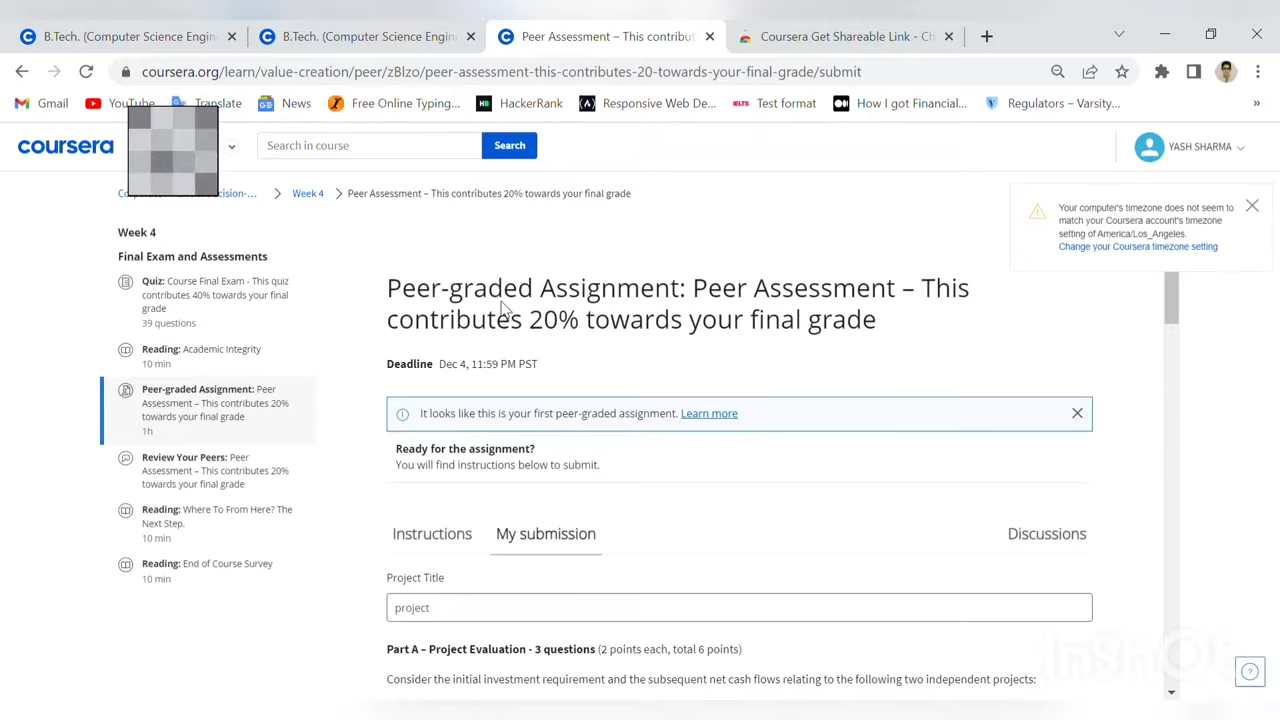 B.Tech. (Computer Science Engin
B.Tech. (Computer Science Engin
Peer Assessment – This contribut
Coursera Get Shareable Link - Ch
coursera.org/learn/value-creation/peer/zBlzo/peer-assessment-this-contributes-20-towards-your-final-grade/submit
Gmail
YouTube
Translate
News
Free Online Typing...
HackerRank
Responsive Web De...
Test format
How I got Financial...
Regulators – Varsity...
coursera
Search in course
Search
YASH SHARMA
Week 4
Peer Assessment – This contributes 20% towards your final grade
Your computer's timezone does not seem to
match your Coursera account's timezone
setting of America/Los_Angeles.
Change your Coursera timezone setting
Week 4
Final Exam and Assessments
Quiz: Course Final Exam - This quiz
contributes 40% towards your final
grade
39 questions
Reading: Academic Integrity
10 min
Peer-graded Assignment: Peer
Assessment – This contributes 20%
towards your final grade
1h
Review Your Peers: Peer
Assessment – This contributes 20%
towards your final grade
Reading: Where To From Here? The
Next Step.
10 min
Reading: End of Course Survey
10 min
Peer-graded Assignment: Peer Assessment – This
contributes 20% towards your final grade
Deadline Dec 4, 11:59 PM PST
It looks like this is your first peer-graded assignment. Learn more
Ready for the assignment?
You will find instructions below to submit.
Instructions
My submission
Discussions
Project Title
project
Part A – Project Evaluation - 3 questions (2 points each, total 6 points)
Consider the initial investment requirement and the subsequent net cash flows relating to the following two independent projects:
InShOt